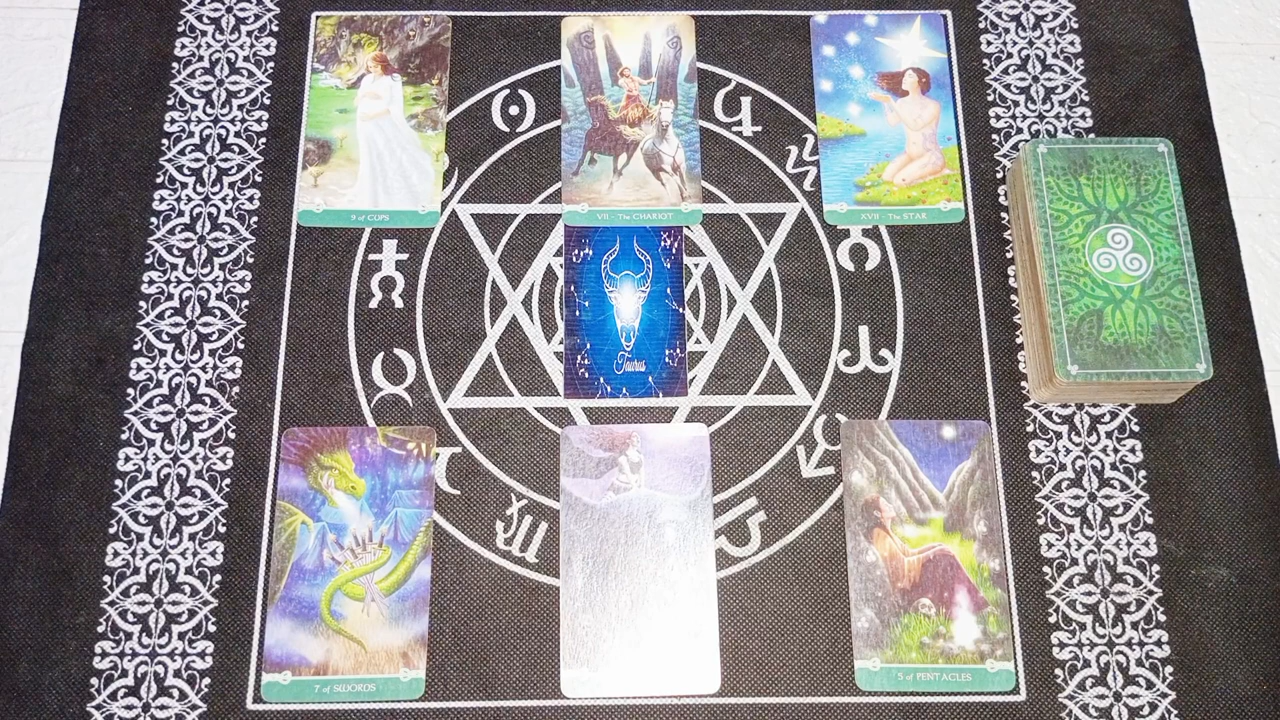 9 of CUPS
VII - The CHARIOT
XVII - The STAR
Taurus
7 of SWORDS
5 of PENTACLES